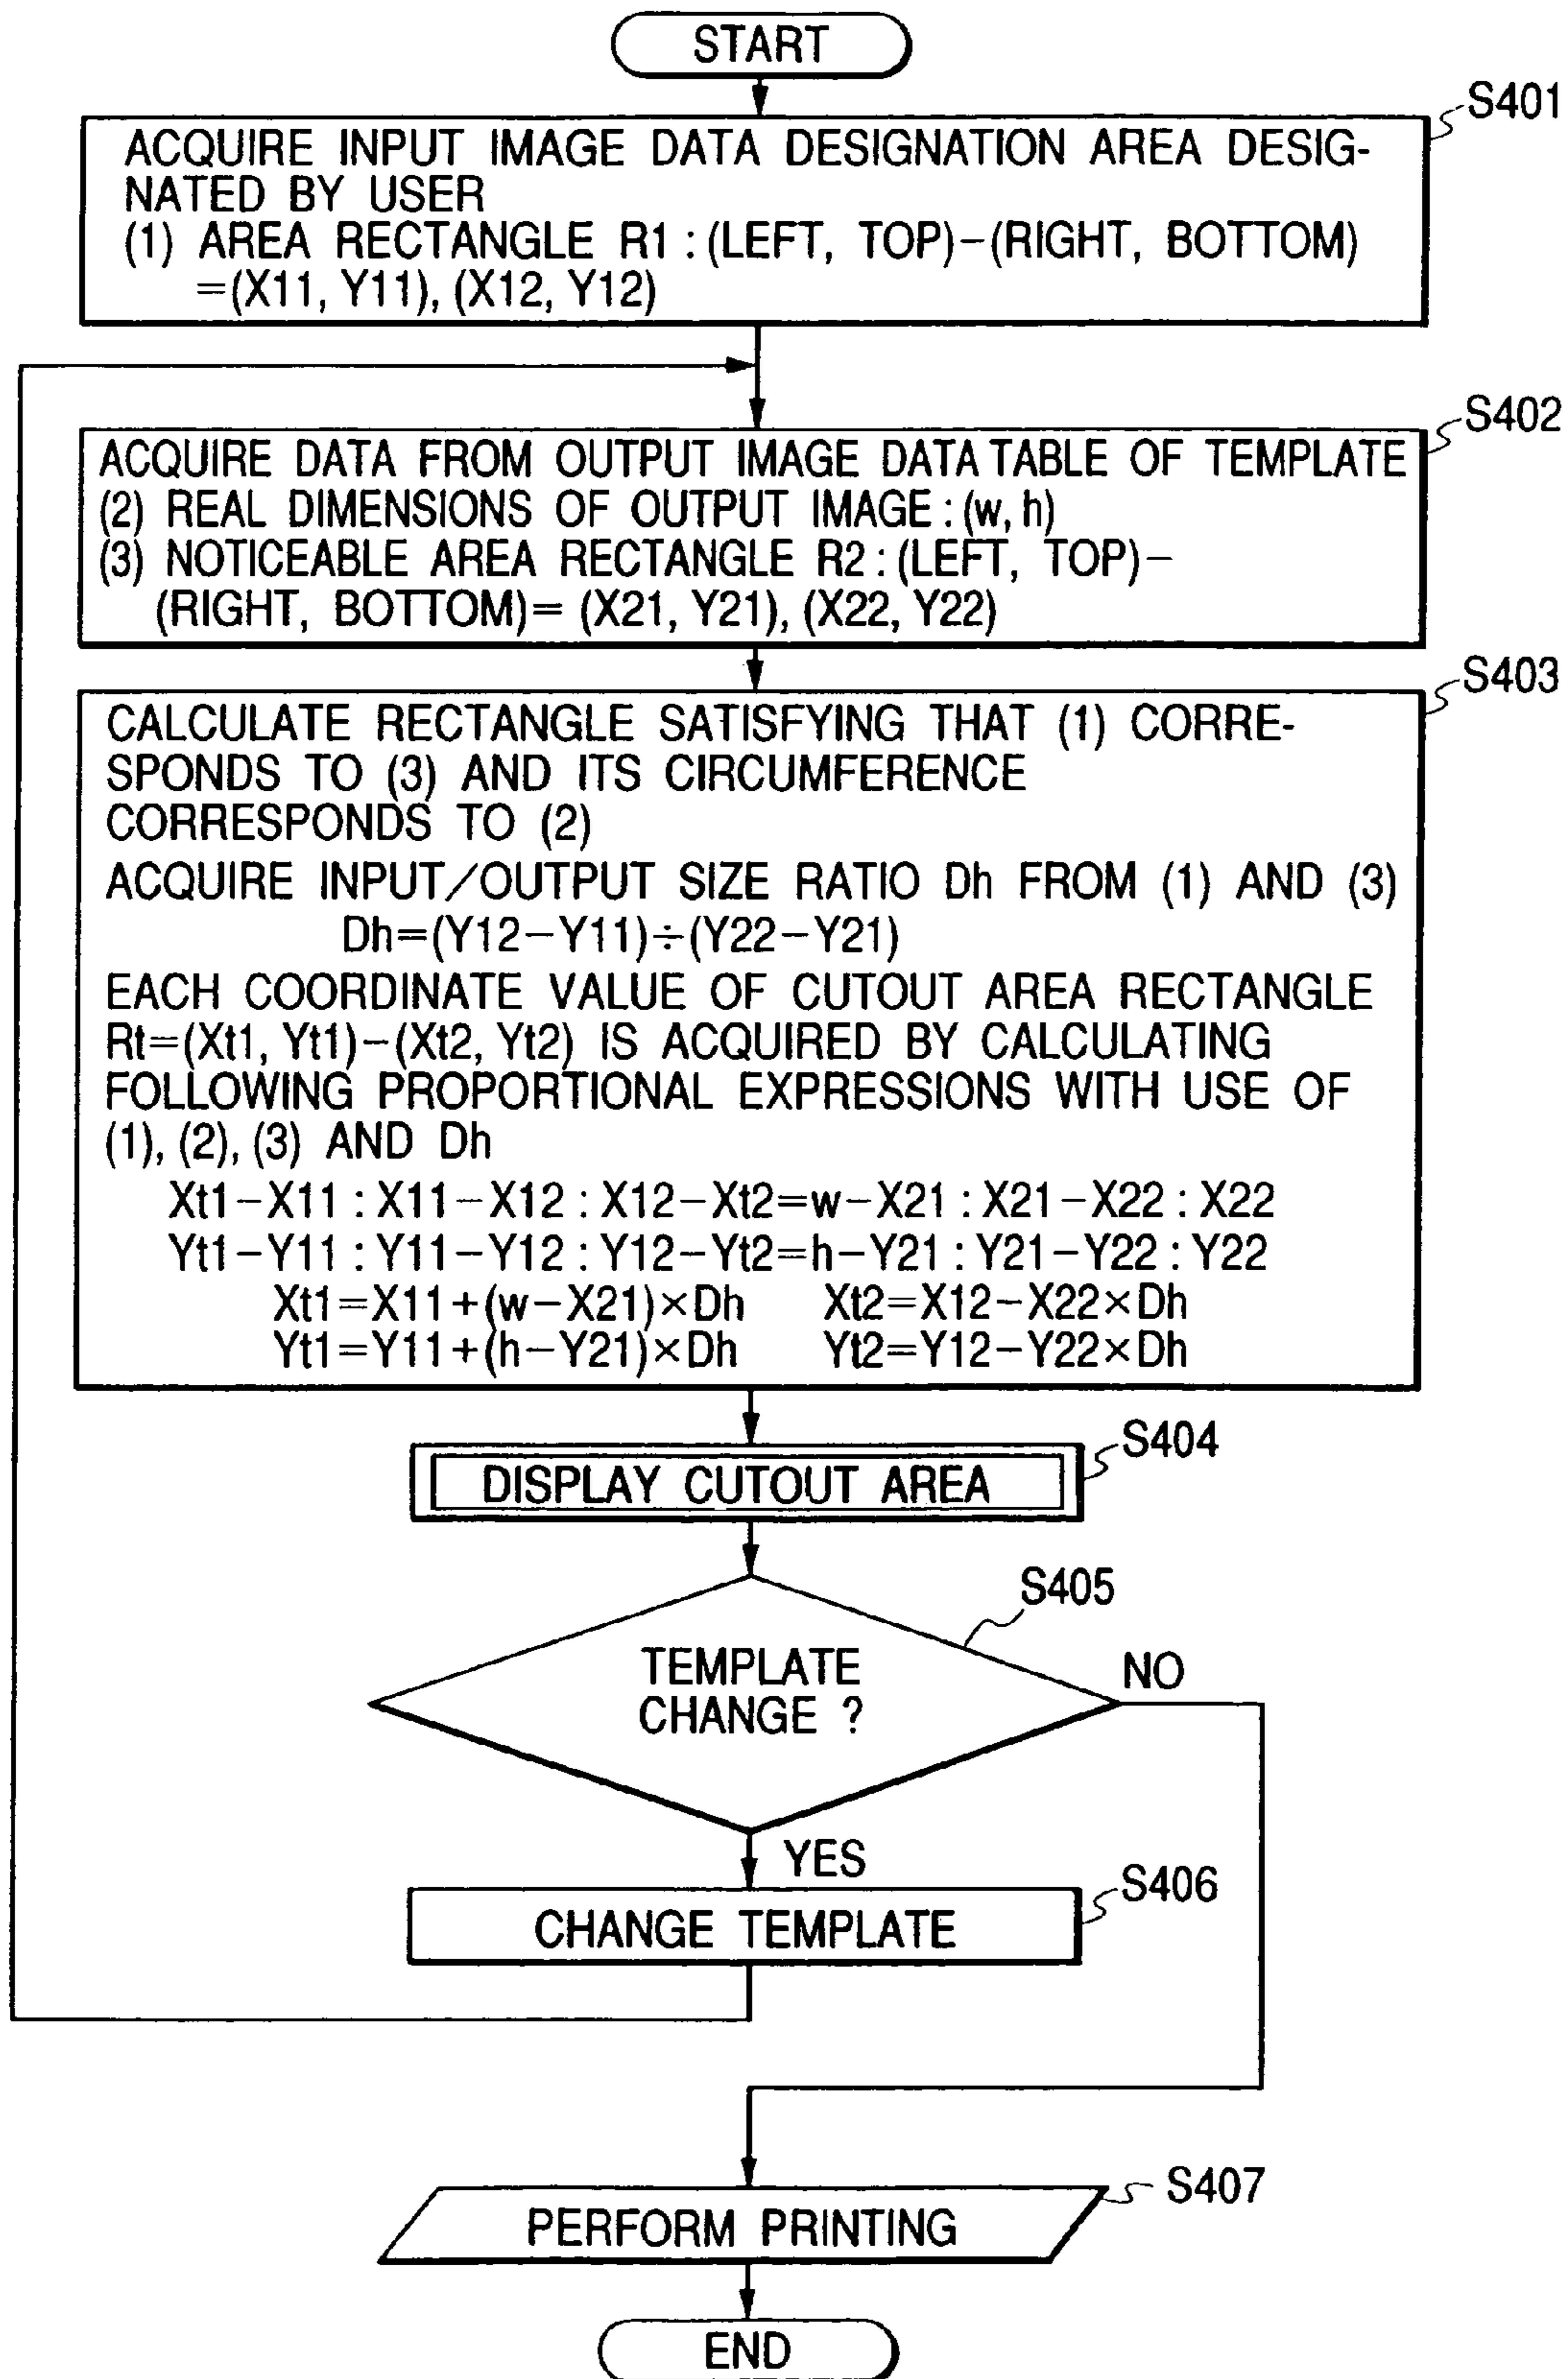 START
S401
ACQUIRE INPUT IMAGE DATA DESIGNATION AREA DESIG-
NATED BY USER
(1) AREA RECTANGLE R1 : (LEFT, TOP)−(RIGHT, BOTTOM)
=(X11, Y11), (X12, Y12)
S402
ACQUIRE DATA FROM OUTPUT IMAGE DATA TABLE OF TEMPLATE
(2) REAL DIMENSIONS OF OUTPUT IMAGE : (w, h)
(3) NOTICEABLE AREA RECTANGLE R2 : (LEFT, TOP)−
(RIGHT, BOTTOM)= (X21, Y21), (X22, Y22)
S403
CALCULATE RECTANGLE SATISFYING THAT (1) CORRE-
SPONDS TO (3) AND ITS CIRCUMFERENCE
CORRESPONDS TO (2)
ACQUIRE INPUT/OUTPUT SIZE RATIO Dh FROM (1) AND (3)
Dh=(Y12−Y11)÷(Y22−Y21)
EACH COORDINATE VALUE OF CUTOUT AREA RECTANGLE
Rt=(Xt1, Yt1)−(Xt2, Yt2) IS ACQUIRED BY CALCULATING
FOLLOWING PROPORTIONAL EXPRESSIONS WITH USE OF
(1), (2), (3) AND Dh
Xt1−X11 : X11−X12 : X12−Xt2=w−X21 : X21−X22 : X22
Yt1−Y11 : Y11−Y12 : Y12−Yt2=h−Y21 : Y21−Y22 : Y22
Xt1=X11+(w−X21)×Dh Xt2=X12−X22×Dh
Yt1=Y11+(h−Y21)×Dh Yt2=Y12−Y22×Dh
S404
DISPLAY CUTOUT AREA
S405
TEMPLATE
CHANGE ?
NO
YES
S406
CHANGE TEMPLATE
S407
PERFORM PRINTING
END